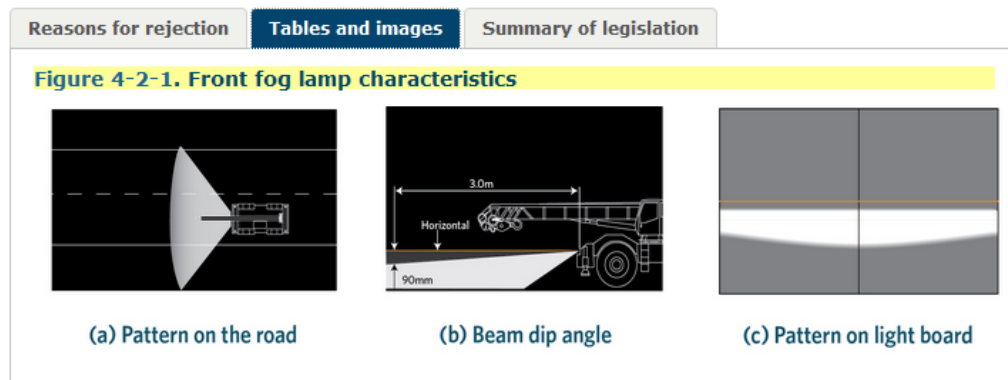 Reasons for rejection
Tables and images
Summary of legislation
Figure 4-2-1. Front fog lamp characteristics
3.0m
Horizontal
90mm
(a) Pattern on the road
(b) Beam dip angle
(c) Pattern on light board